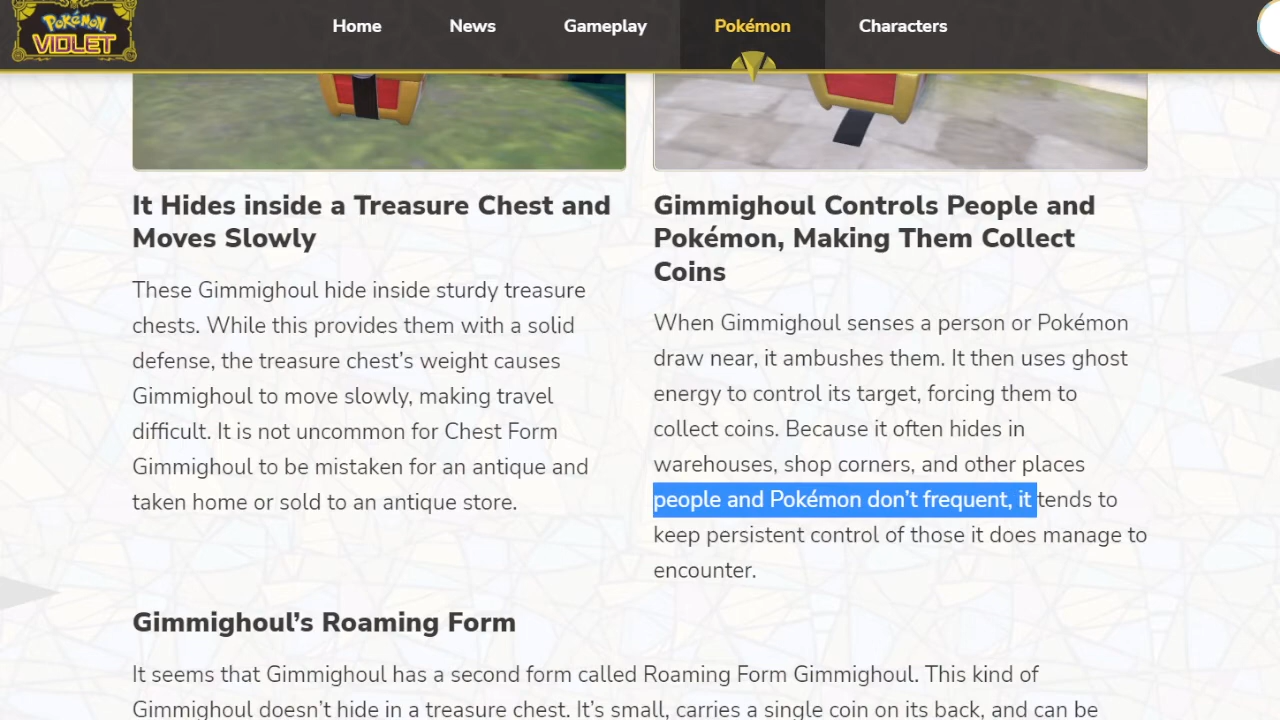 Pokémon
VIOLET
Home
News
Gameplay
Pokémon
Characters
It Hides inside a Treasure Chest and
Moves Slowly
These Gimmighoul hide inside sturdy treasure
chests. While this provides them with a solid
defense, the treasure chest’s weight causes
Gimmighoul to move slowly, making travel
difficult. It is not uncommon for Chest Form
Gimmighoul to be mistaken for an antique and
taken home or sold to an antique store.
Gimmighoul Controls People and
Pokémon, Making Them Collect
Coins
When Gimmighoul senses a person or Pokémon
draw near, it ambushes them. It then uses ghost
energy to control its target, forcing them to
collect coins. Because it often hides in
warehouses, shop corners, and other places
people and Pokémon don’t frequent, it tends to
keep persistent control of those it does manage to
encounter.
Gimmighoul’s Roaming Form
It seems that Gimmighoul has a second form called Roaming Form Gimmighoul. This kind of
Gimmighoul doesn’t hide in a treasure chest. It’s small, carries a single coin on its back, and can be